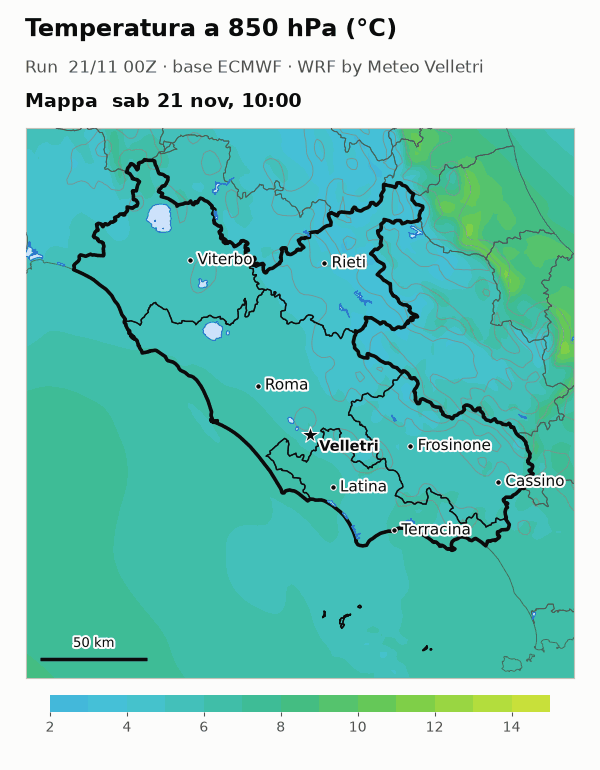 Temperatura a 850 hPa (°C)
Run  21/11 00Z · base ECMWF · WRF by Meteo Velletri
Mappa  sab 21 nov, 10:00
Viterbo
Rieti
Roma
Velletri
Frosinone
Cassino
Latina
Terracina
50 km
2 4 6 8 10 12 14